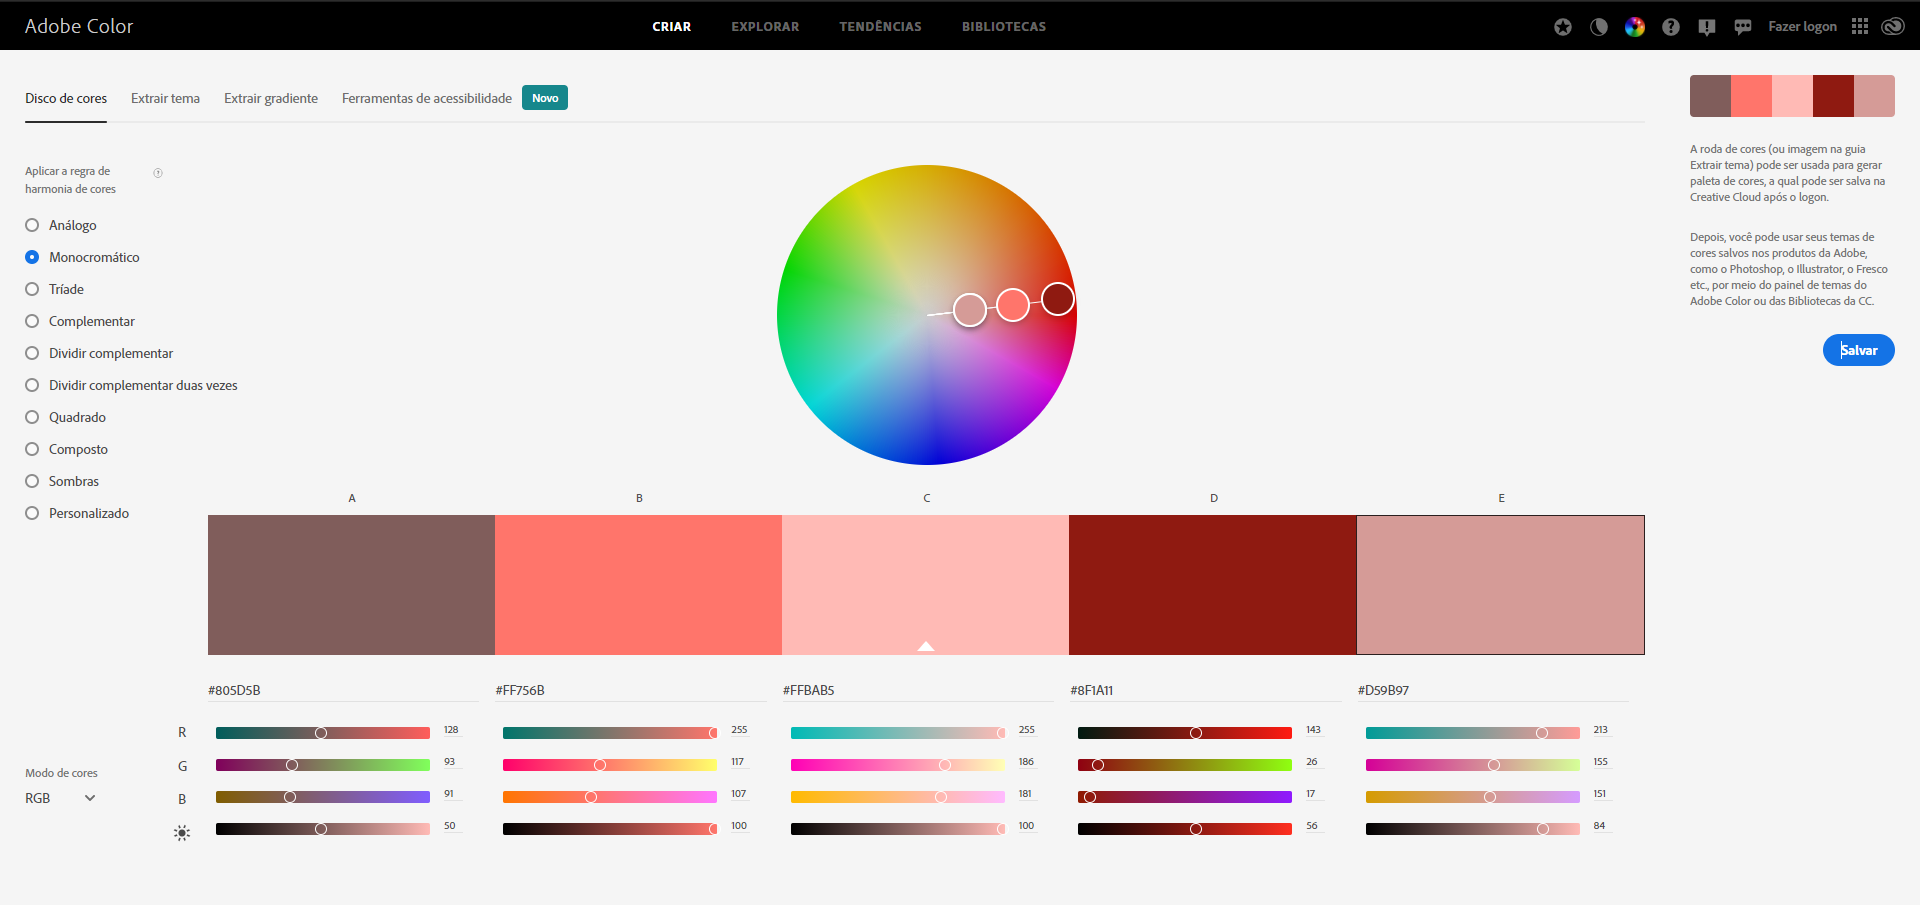 Adobe Color
CRIAR EXPLORAR TENDÊNCIAS BIBLIOTECAS
Fazer logon
Disco de cores Extrair tema Extrair gradiente Ferramentas de acessibilidade Novo
Aplicar a regra de
harmonia de cores
Análogo
Monocromático
Tríade
Complementar
Dividir complementar
Dividir complementar duas vezes
Quadrado
Composto
Sombras
Personalizado
A roda de cores (ou imagem na guia
Extrair tema) pode ser usada para gerar
paleta de cores, a qual pode ser salva na
Creative Cloud após o logon.
Depois, você pode usar seus temas de
cores salvos nos produtos da Adobe,
como o Photoshop, o Illustrator, o Fresco
etc., por meio do painel de temas do
Adobe Color ou das Bibliotecas da CC.
Salvar
A B C D E
#805D5B #FF756B #FFBAB5 #8F1A11 #D59B97
R 128 255 255 143 213
G 93 117 186 26 155
B 91 107 181 17 151
50 100 100 56 84
Modo de cores
RGB